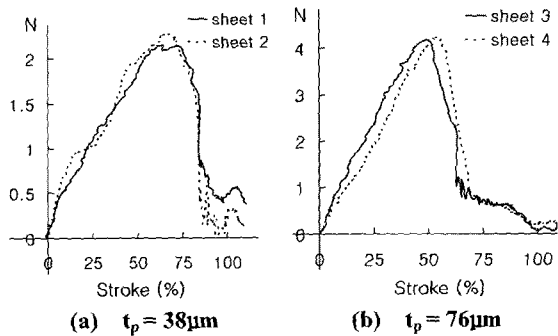 N
sheet 1
sheet 2
2
1.5
1
0.5
0
0 25 50 75 100
Stroke (%)
(a) tp = 38μm
N
sheet 3
sheet 4
4
3
2
1
0
0 25 50 75 100
Stroke (%)
(b) tp = 76μm